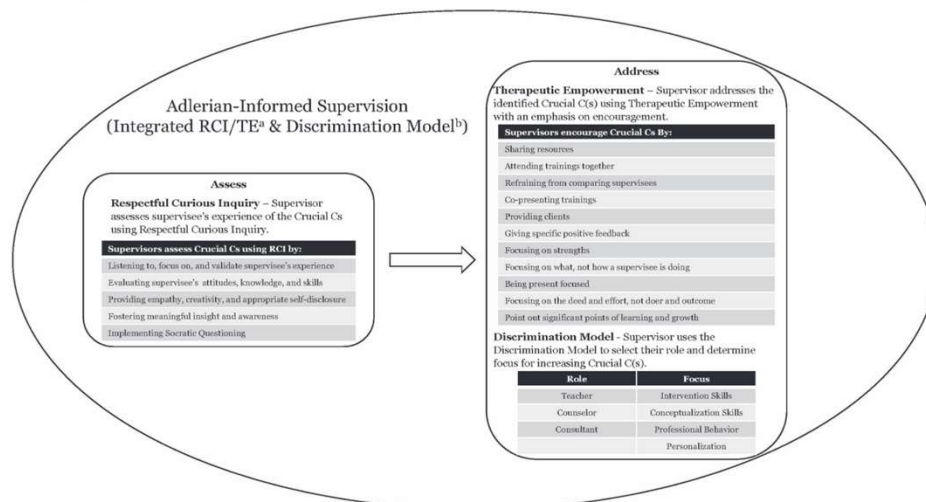 Adlerian-Informed Supervision
(Integrated RCI/TEª & Discrimination Modelᵇ)
Assess
Respectful Curious Inquiry – Supervisor
assesses supervisee's experience of the Crucial Cs
using Respectful Curious Inquiry.
Supervisors assess Crucial Cs using RCI by:
Listening to, focus on, and validate supervisee's experience
Evaluating supervisee's attitudes, knowledge, and skills
Providing empathy, creativity, and appropriate self-disclosure
Fostering meaningful insight and awareness
Implementing Socratic Questioning
Address
Therapeutic Empowerment – Supervisor addresses the
identified Crucial C(s) using Therapeutic Empowerment
with an emphasis on encouragement.
Supervisors encourage Crucial Cs By:
Sharing resources
Attending trainings together
Refraining from comparing supervisees
Co-presenting trainings
Providing clients
Giving specific positive feedback
Focusing on strengths
Focusing on what, not how a supervisee is doing
Being present focused
Focusing on the deed and effort, not doer and outcome
Point out significant points of learning and growth
Discrimination Model - Supervisor uses the
Discrimination Model to select their role and determine
focus for increasing Crucial C(s).
Role Focus
Teacher Intervention Skills
Counselor Conceptualization Skills
Consultant Professional Behavior
Personalization